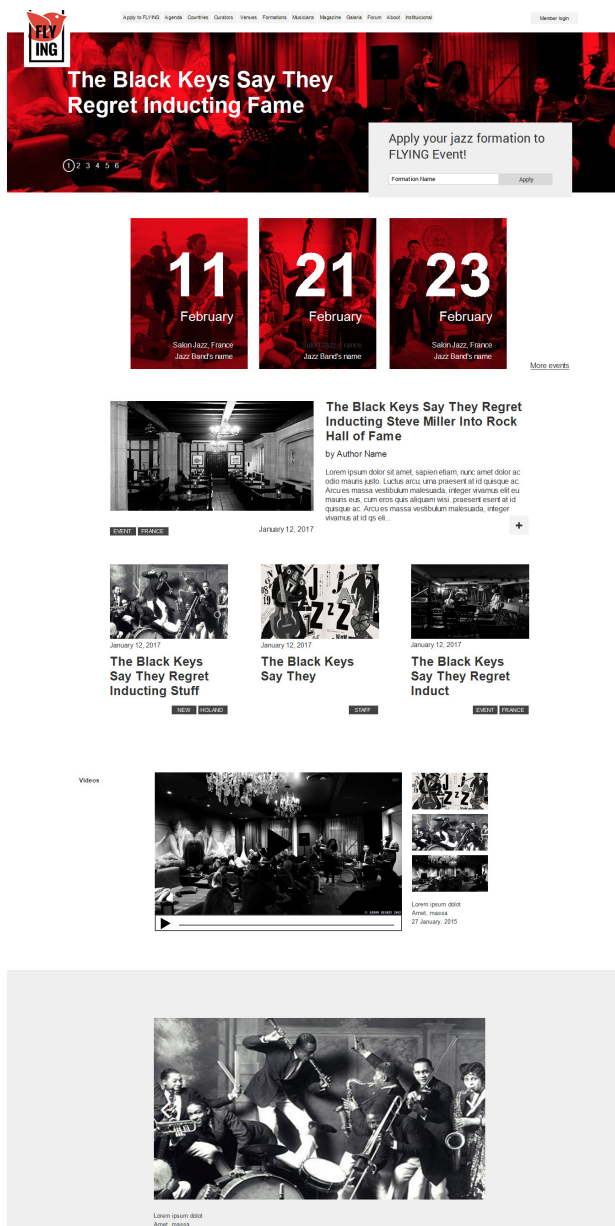 FLY
ING
Apply to FLYING Agenda Countries Curators Venues Formations Musicians Magazine Galeria Forum About Instituicional
Member login
The Black Keys Say They
Regret Inducting Fame
1 2 3 4 5 6
Apply your jazz formation to
FLYING Event!
Formation Name
Apply
11
February
Salon Jazz, France
Jazz Band's name
21
February
Salon Jazz, France
Jazz Band's name
23
February
Salon Jazz, France
Jazz Band's name
More events
The Black Keys Say They Regret
Inducting Steve Miller Into Rock
Hall of Fame
by Author Name
Lorem ipsum dolor sit amet, sapien etiam, nunc amet dolor ac
odio mauris justo. Luctus arcu, urna praesent at id quisque ac.
Arcu es massa vestibulum malesuada, integer vivamus elit eu
mauris eus, cum eros quis aliquam wisi. praesent esent at id
quisque ac. Arcu es massa vestibulum malesuada, integer
vivamus at id qs eli...
+
EVENT FRANCE
January 12, 2017
January 12, 2017
The Black Keys
Say They Regret
Inducting Stuff
NEW HOLAND
January 12, 2017
The Black Keys
Say They
STAFF
January 12, 2017
The Black Keys
Say They Regret
Induct
EVENT FRANCE
Videos
Lorem ipsum dolot
Amet, massa
27 January, 2015
Lorem ipsum dolot
Amet, massa